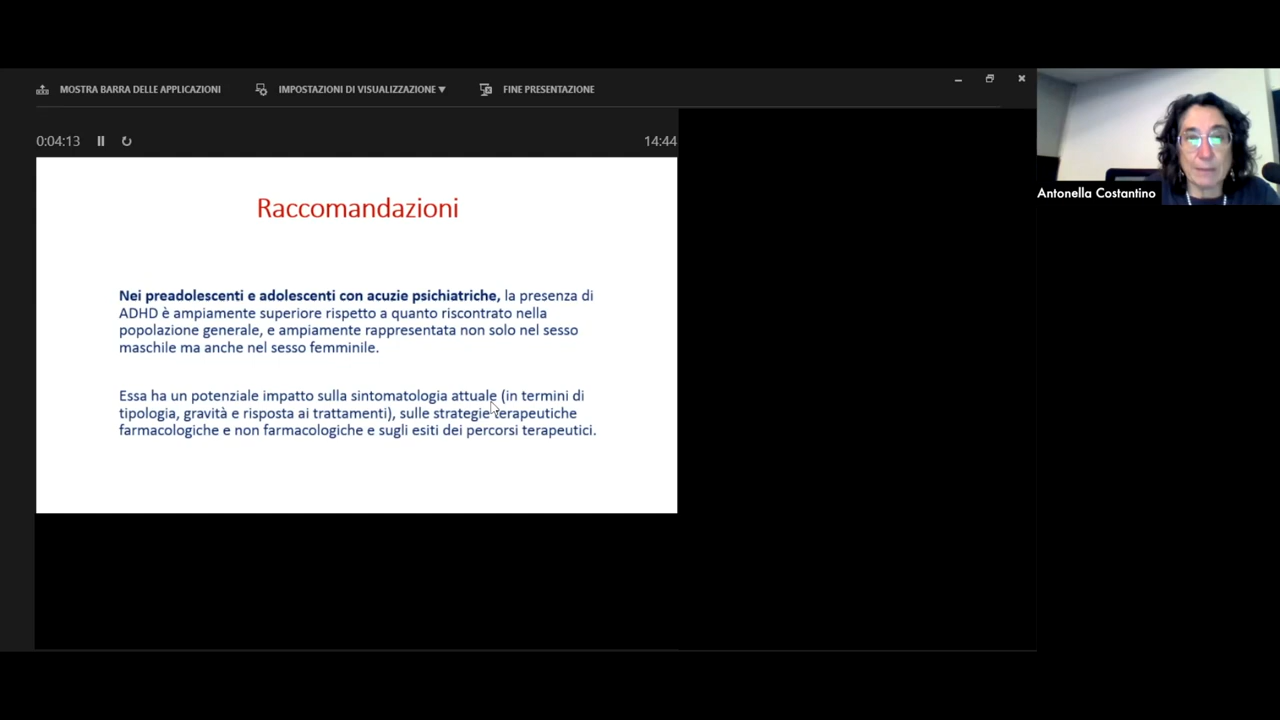 MOSTRA BARRA DELLE APPLICAZIONI
IMPOSTAZIONI DI VISUALIZZAZIONE ▼
FINE PRESENTAZIONE
0:04:13
14:44
Antonella Costantino
Raccomandazioni
Nei preadolescenti e adolescenti con acuzie psichiatriche, la presenza di
ADHD è ampiamente superiore rispetto a quanto riscontrato nella
popolazione generale, e ampiamente rappresentata non solo nel sesso
maschile ma anche nel sesso femminile.
Essa ha un potenziale impatto sulla sintomatologia attuale (in termini di
tipologia, gravità e risposta ai trattamenti), sulle strategie terapeutiche
farmacologiche e non farmacologiche e sugli esiti dei percorsi terapeutici.